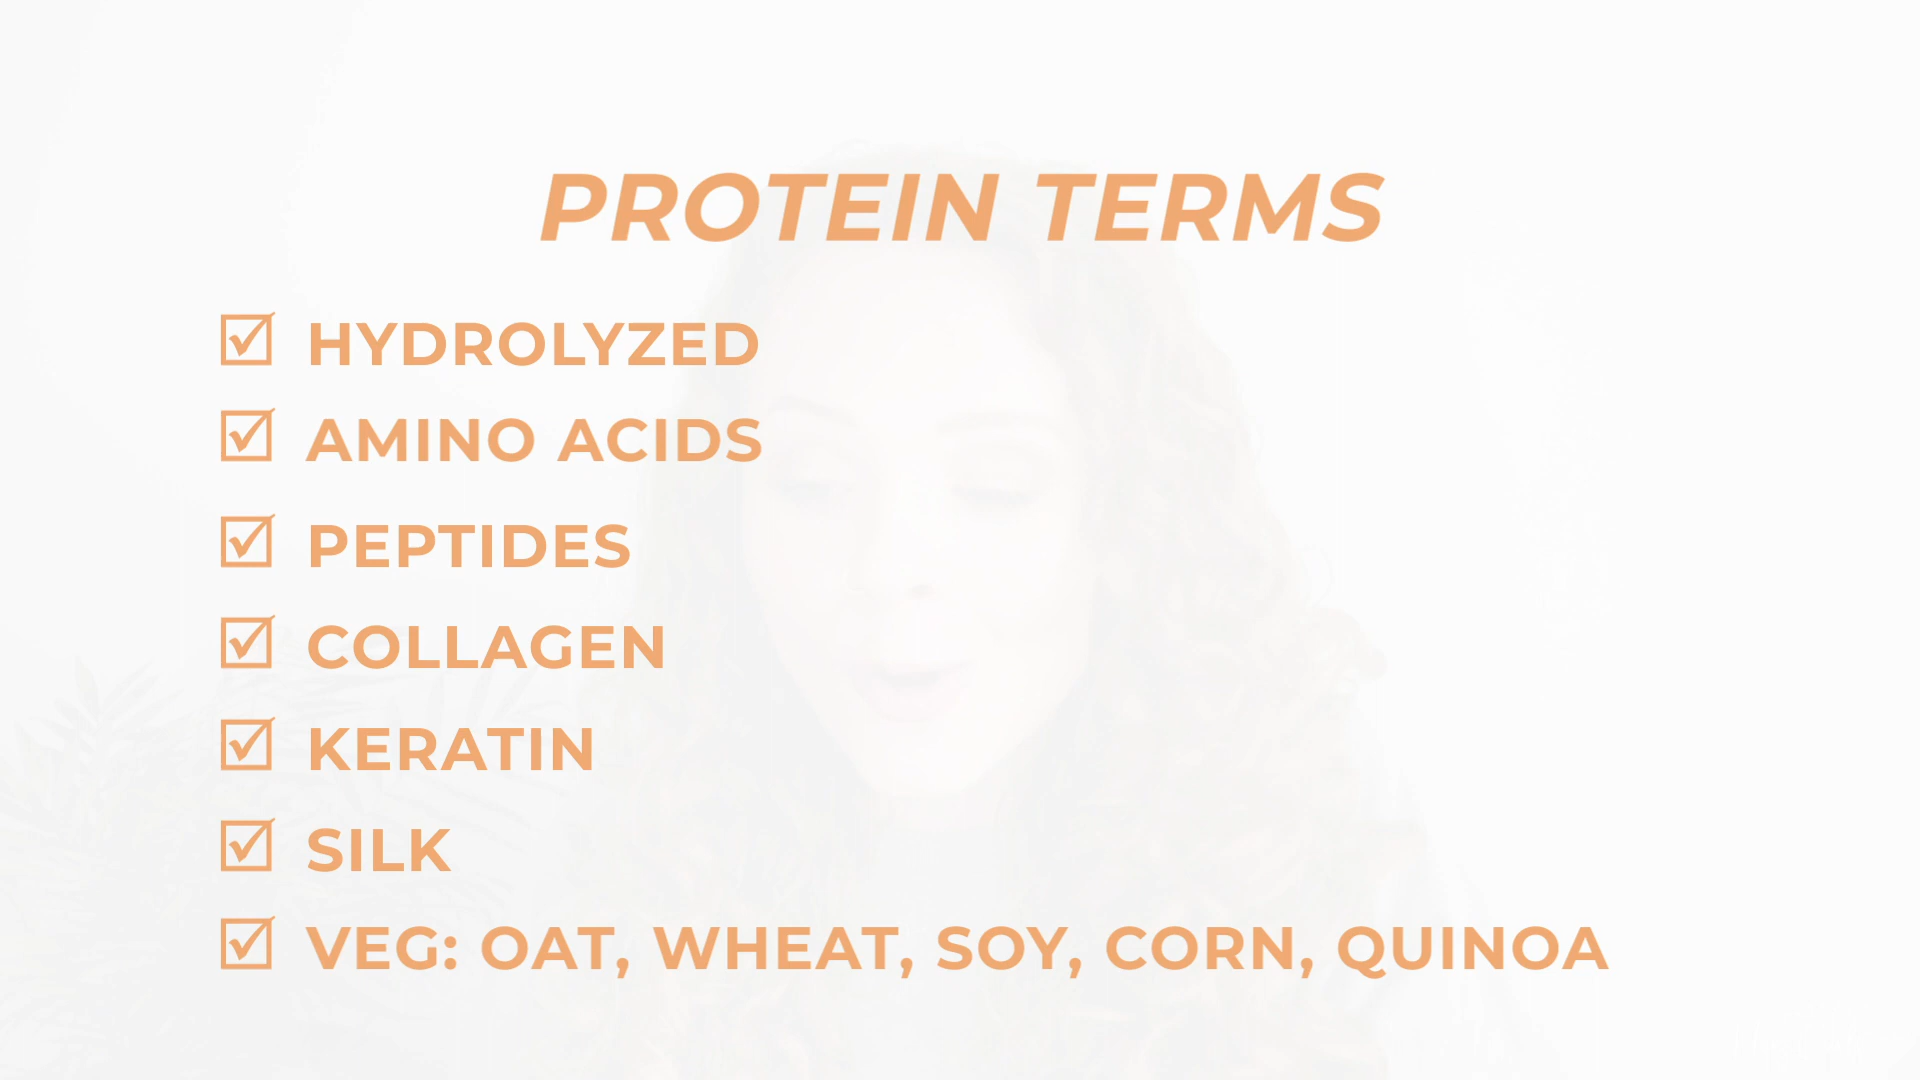 PROTEIN TERMS
HYDROLYZED
AMINO ACIDS
PEPTIDES
COLLAGEN
KERATIN
SILK
VEG: OAT, WHEAT, SOY, CORN, QUINOA